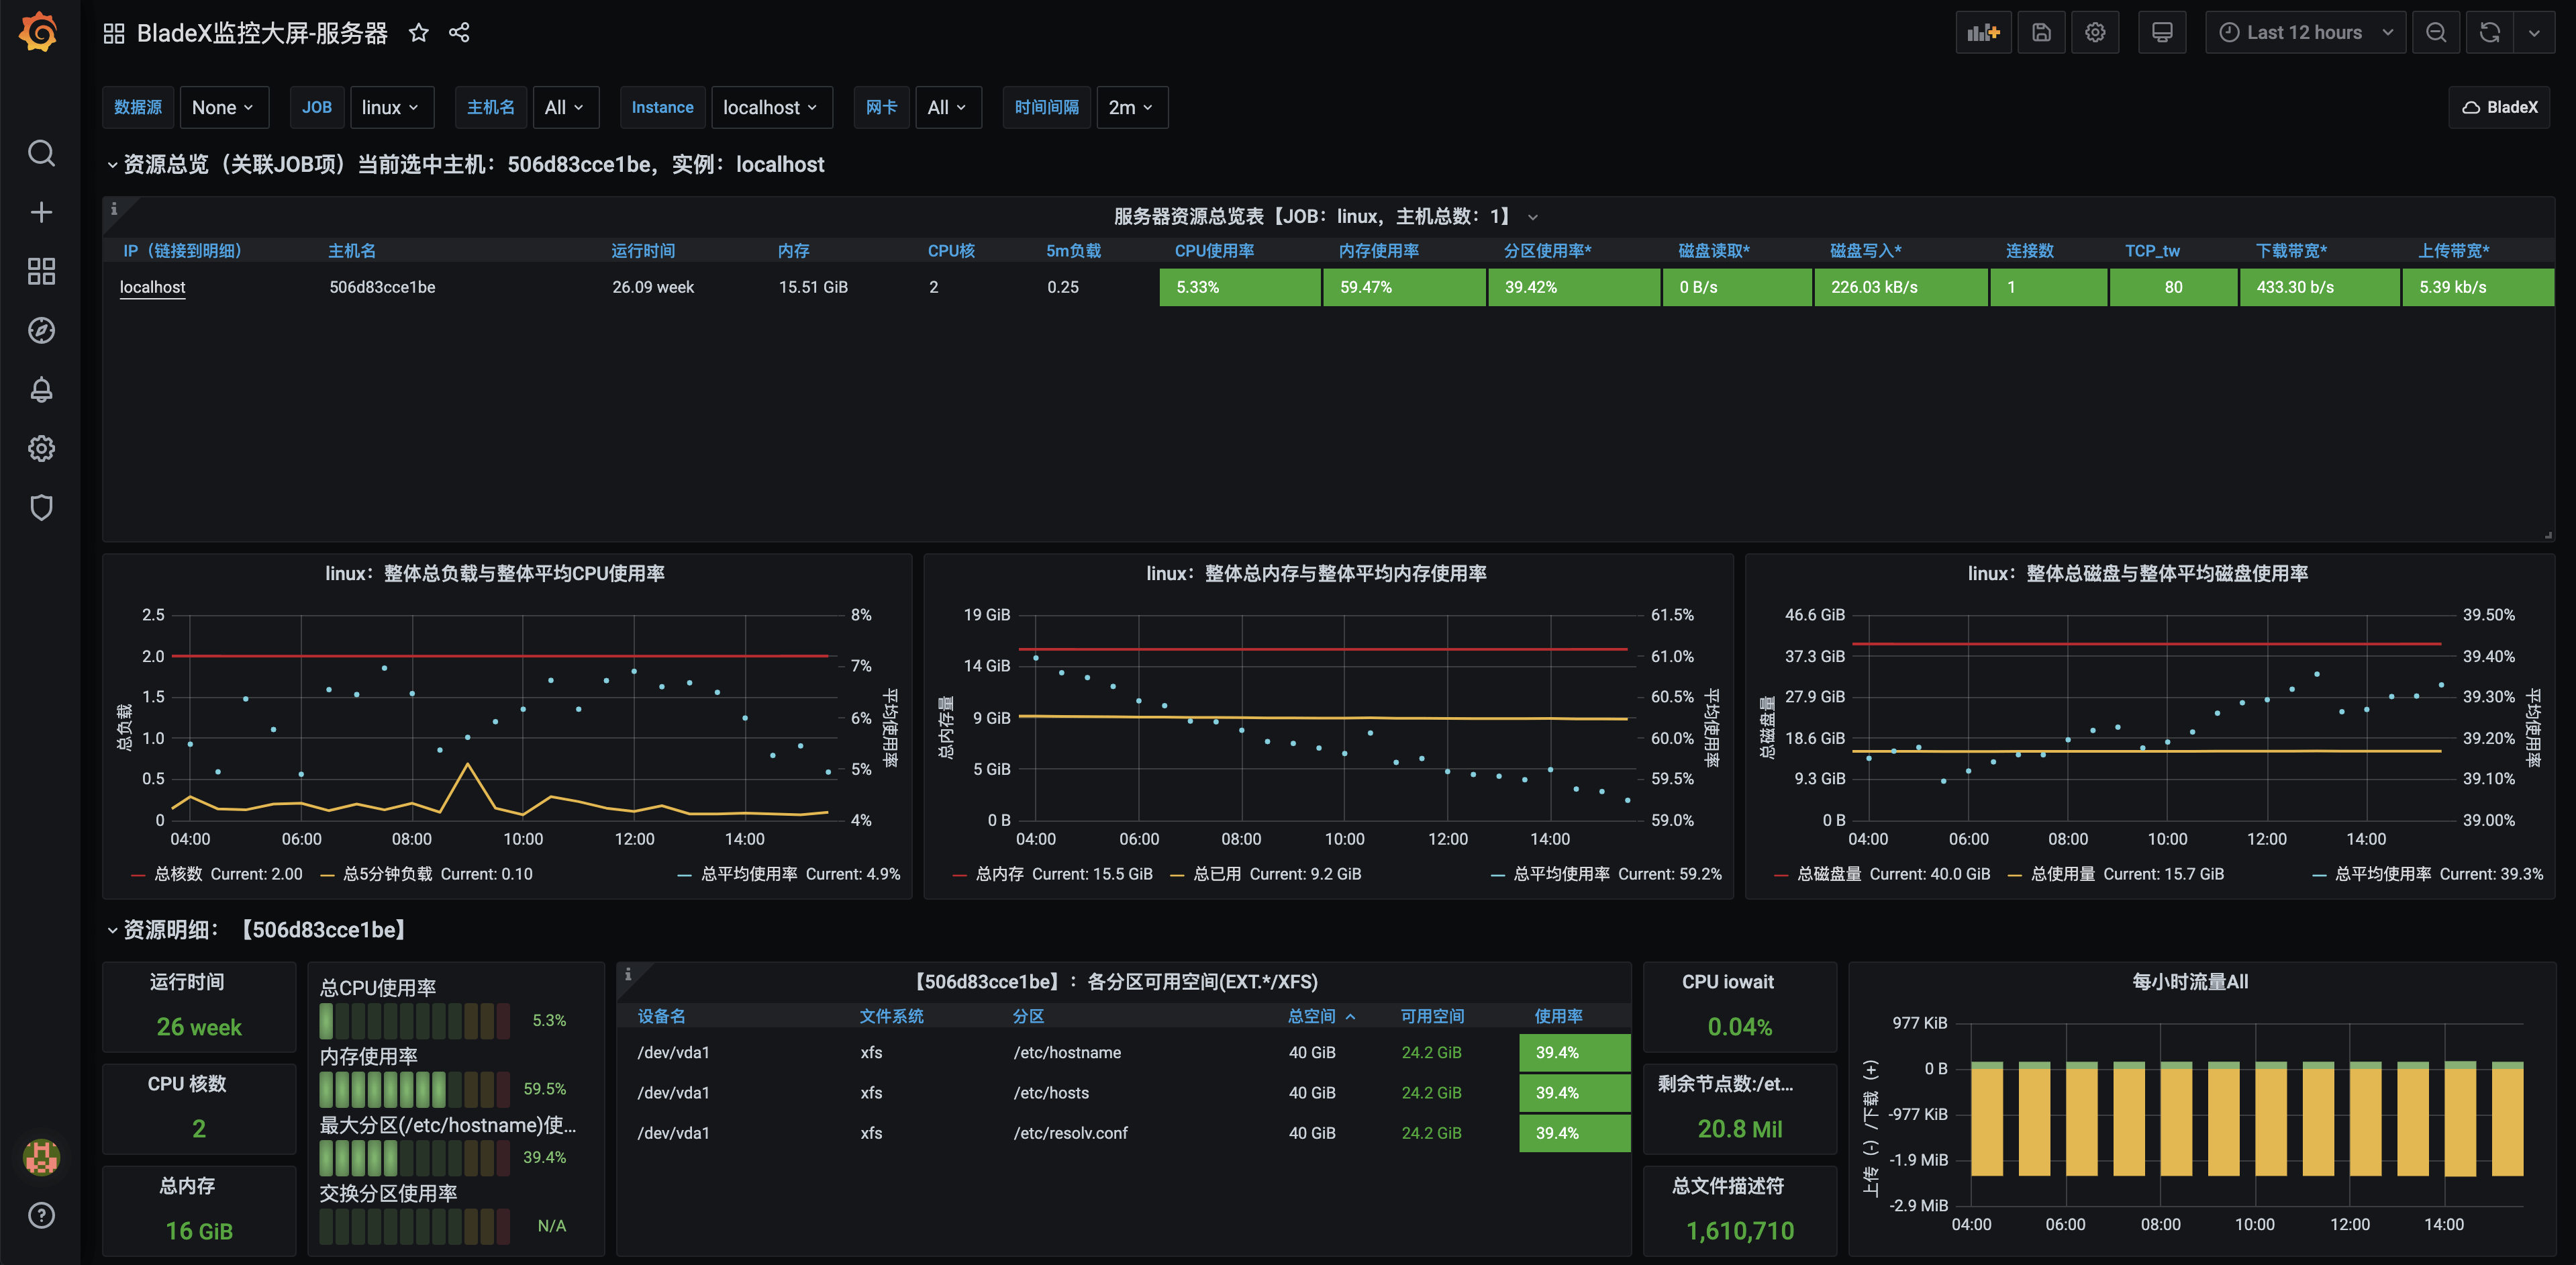 BladeX监控大屏-服务器
Last 12 hours
数据源 None JOB linux 主机名 All Instance localhost 网卡 All 时间间隔 2m BladeX
资源总览（关联JOB项）当前选中主机：506d83cce1be，实例：localhost
服务器资源总览表【JOB：linux，主机总数：1】
IP（链接到明细） 主机名 运行时间 内存 CPU核 5m负载 CPU使用率 内存使用率 分区使用率* 磁盘读取* 磁盘写入* 连接数 TCP_tw 下载带宽* 上传带宽*
localhost 506d83cce1be 26.09 week 15.51 GiB 2 0.25 5.33% 59.47% 39.42% 0 B/s 226.03 kB/s 1 80 433.30 b/s 5.39 kb/s
linux：整体总负载与整体平均CPU使用率
2.5
2.0
1.5
1.0
0.5
0
总负载
8%
7%
6%
5%
4%
平均使用率
04:00 06:00 08:00 10:00 12:00 14:00
总核数 Current: 2.00 总5分钟负载 Current: 0.10 总平均使用率 Current: 4.9%
linux：整体总内存与整体平均内存使用率
19 GiB
14 GiB
9 GiB
5 GiB
0 B
总内存量
61.5%
61.0%
60.5%
60.0%
59.5%
59.0%
平均使用率
04:00 06:00 08:00 10:00 12:00 14:00
总内存 Current: 15.5 GiB 总已用 Current: 9.2 GiB 总平均使用率 Current: 59.2%
linux：整体总磁盘与整体平均磁盘使用率
46.6 GiB
37.3 GiB
27.9 GiB
18.6 GiB
9.3 GiB
0 B
总磁盘量
39.50%
39.40%
39.30%
39.20%
39.10%
39.00%
平均使用率
04:00 06:00 08:00 10:00 12:00 14:00
总磁盘量 Current: 40.0 GiB 总使用量 Current: 15.7 GiB 总平均使用率 Current: 39.3%
资源明细：【506d83cce1be】
运行时间
26 week
CPU 核数
2
总内存
16 GiB
总CPU使用率
5.3%
内存使用率
59.5%
最大分区(/etc/hostname)使...
39.4%
交换分区使用率
N/A
【506d83cce1be】：各分区可用空间(EXT.*/XFS)
设备名 文件系统 分区 总空间 可用空间 使用率
/dev/vda1 xfs /etc/hostname 40 GiB 24.2 GiB 39.4%
/dev/vda1 xfs /etc/hosts 40 GiB 24.2 GiB 39.4%
/dev/vda1 xfs /etc/resolv.conf 40 GiB 24.2 GiB 39.4%
CPU iowait
0.04%
剩余节点数:/et...
20.8 Mil
总文件描述符
1,610,710
每小时流量All
977 KiB
0 B
-977 KiB
-1.9 MiB
-2.9 MiB
上传（-）/下载（+）
04:00 06:00 08:00 10:00 12:00 14:00